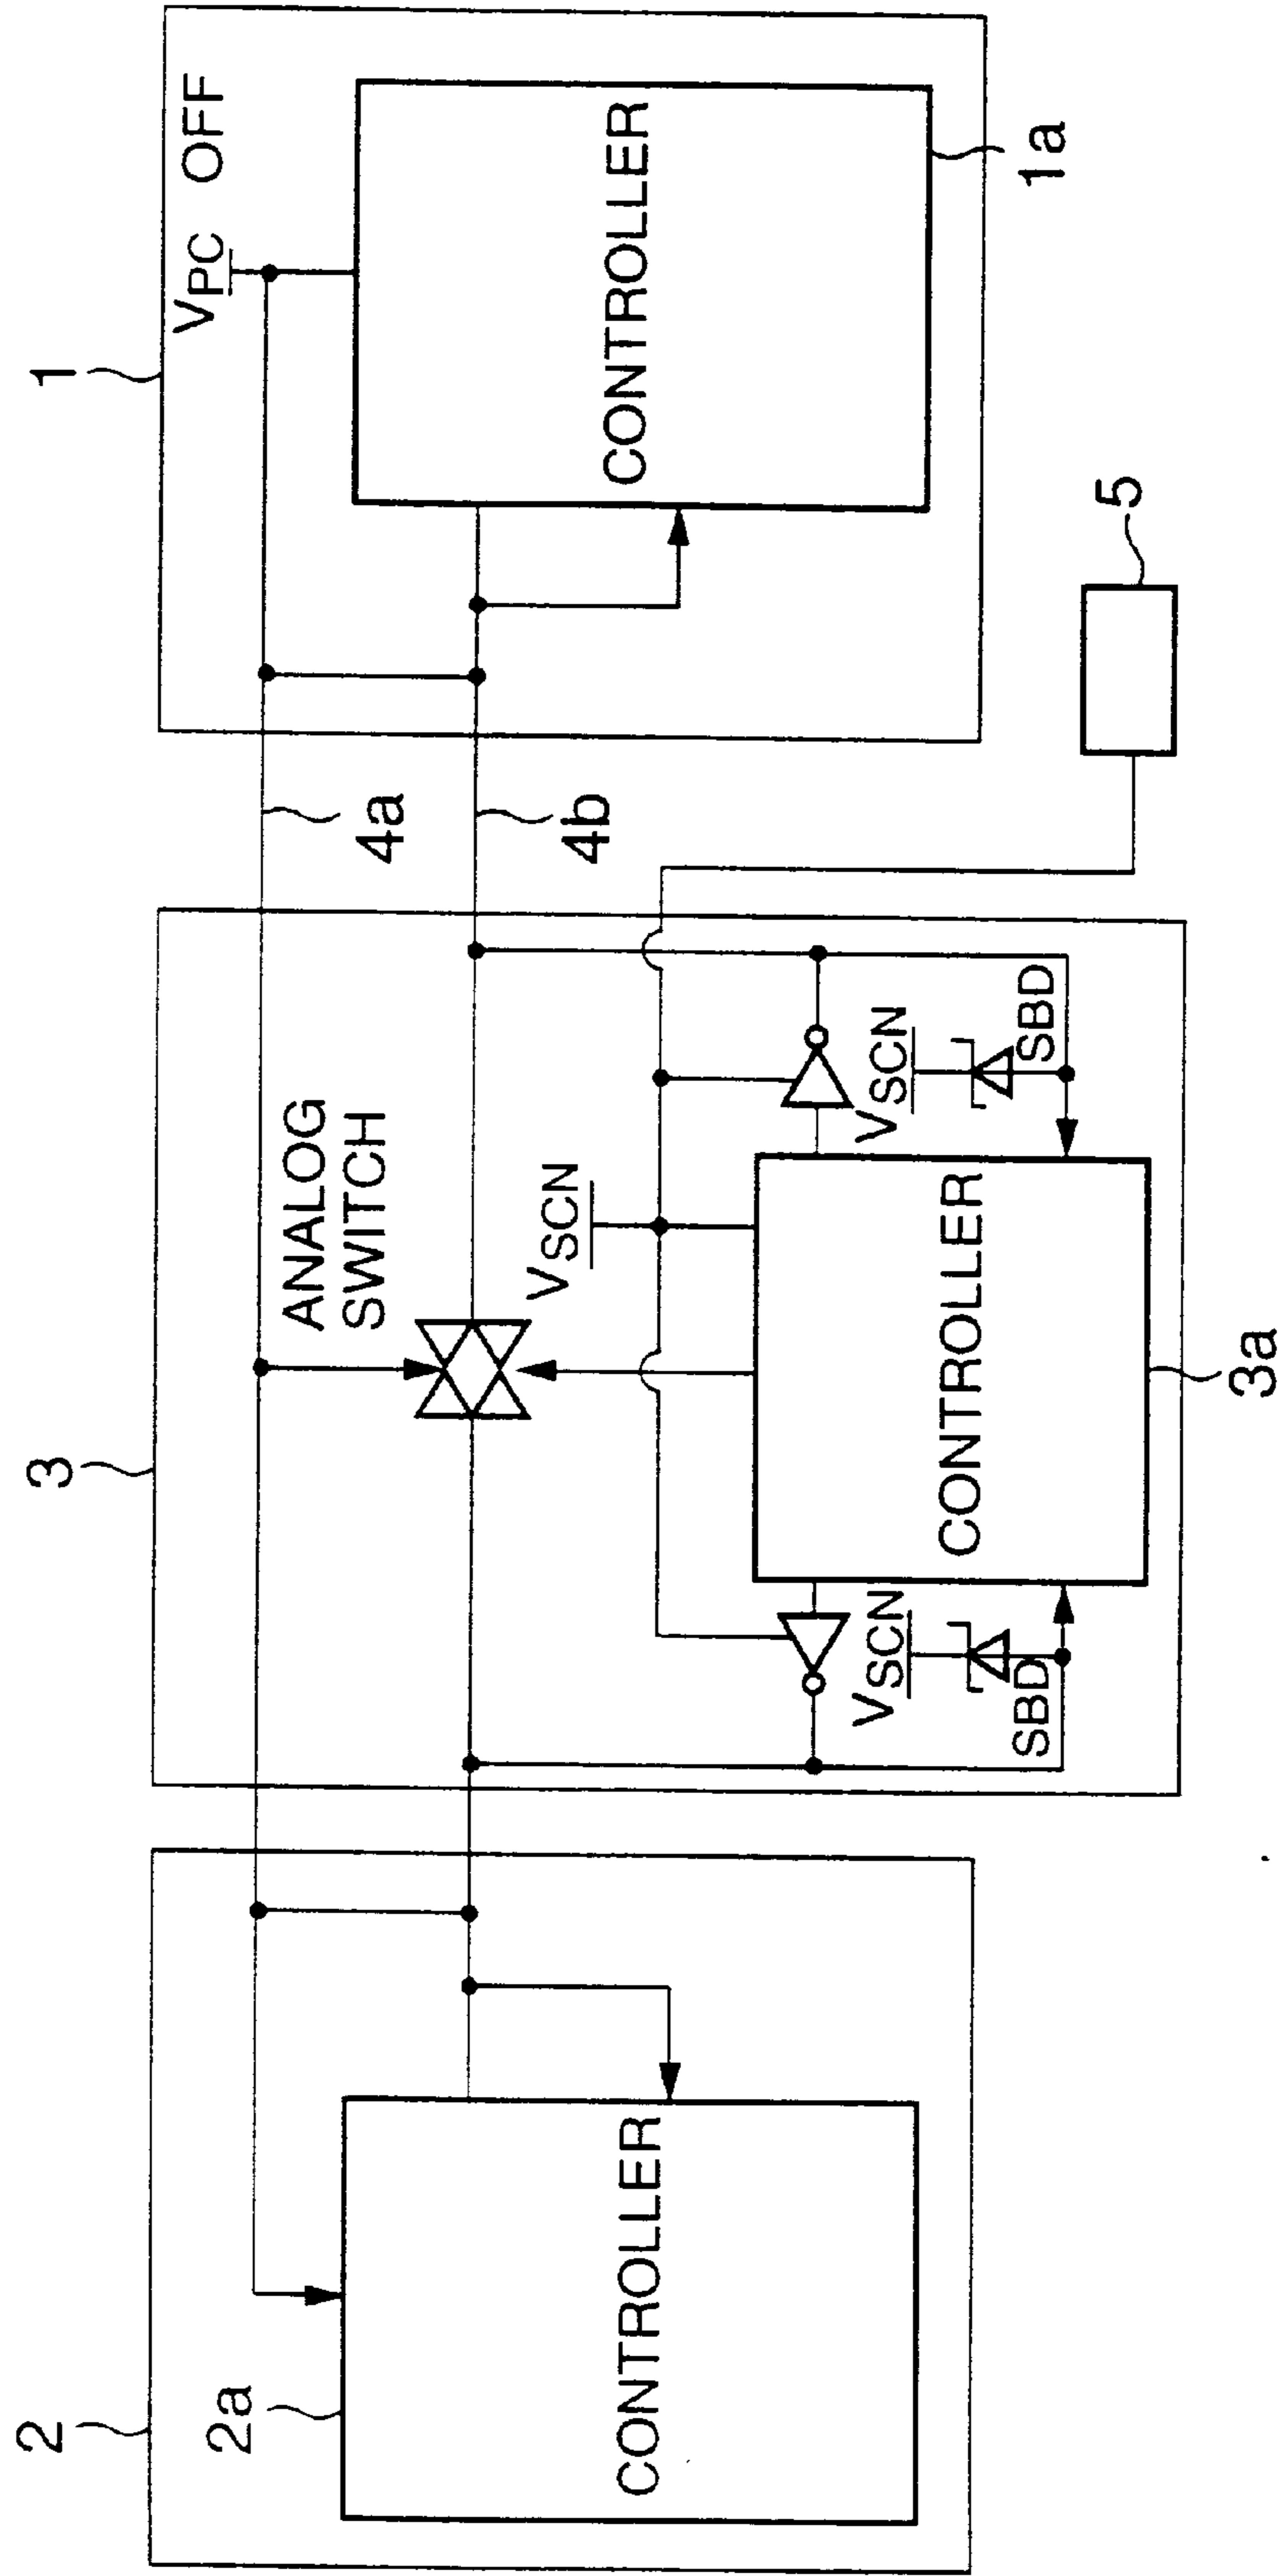 2
2a
CONTROLLER
3
ANALOG
SWITCH
VSCN
VSCN
SBD
CONTROLLER
VSCN
SBD
3a
4a
4b
5
1
VPC OFF
CONTROLLER
1a